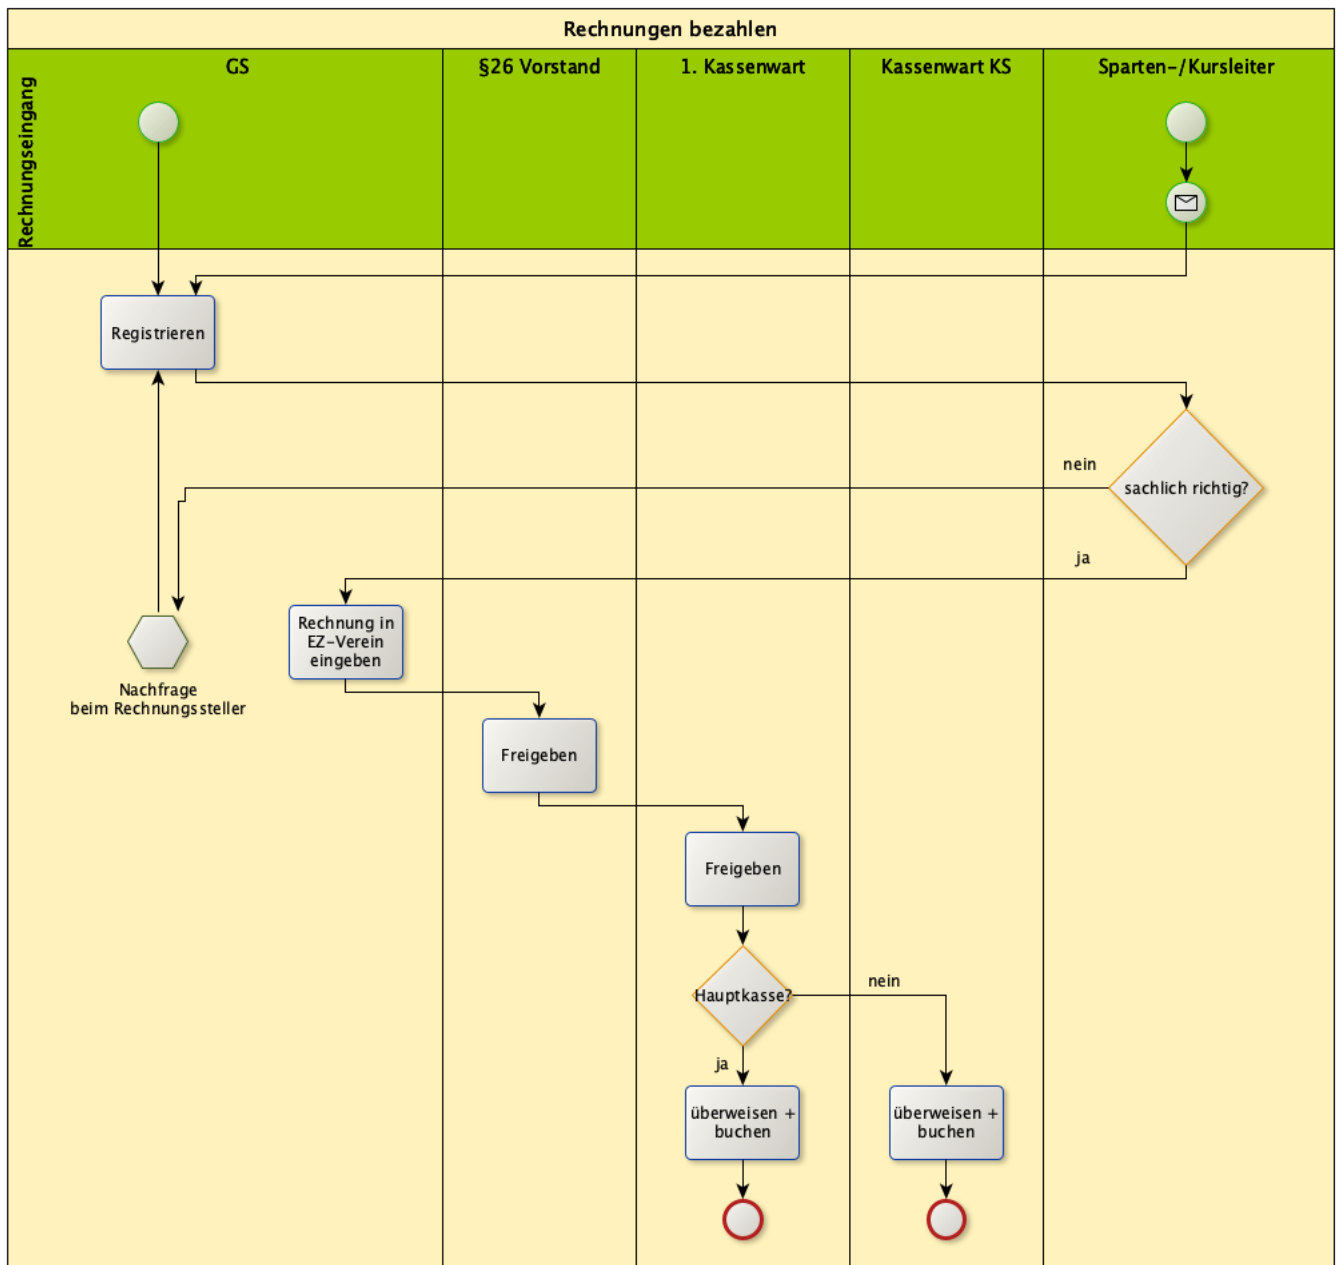 Rechnungen bezahlen
GS
§26 Vorstand
1. Kassenwart
Kassenwart KS
Sparten-/Kursleiter
Rechnungseingang
Registrieren
nein
sachlich richtig?
ja
Rechnung in
EZ-Verein
eingeben
Nachfrage
beim Rechnungssteller
Freigeben
Freigeben
nein
Hauptkasse?
ja
überweisen +
buchen
überweisen +
buchen